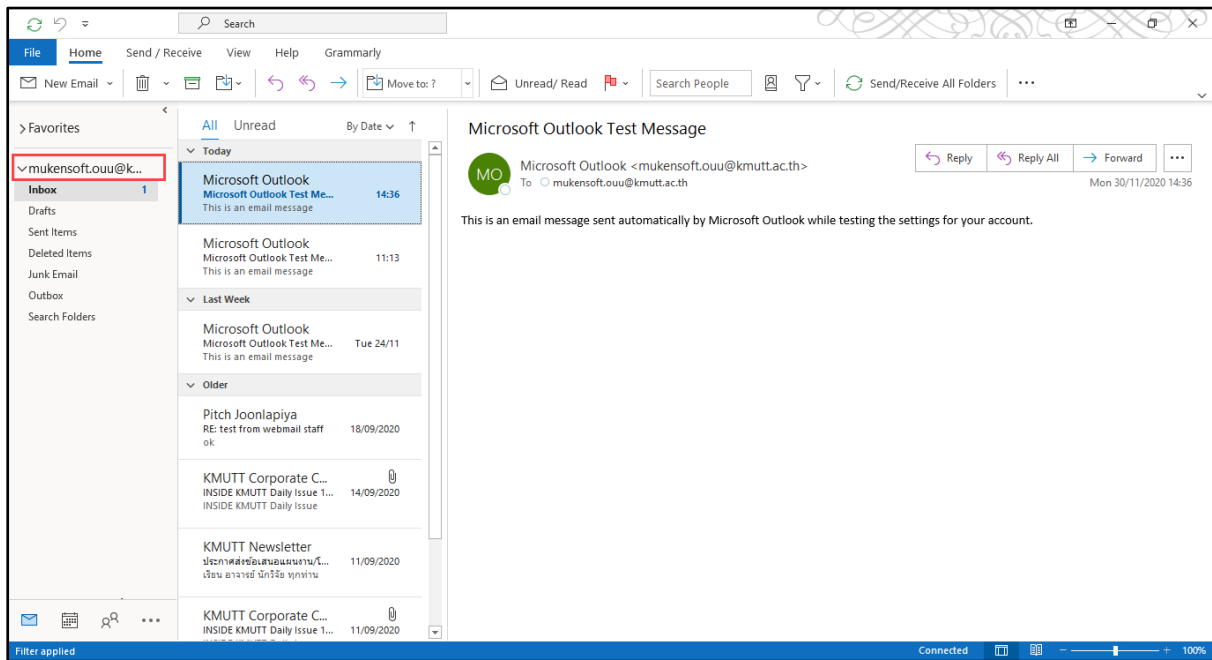 Search
File Home Send / Receive View Help Grammarly
New Email Move to: ? Unread/ Read Search People Send/Receive All Folders ...
Favorites
mukensoft.ouu@k...
Inbox 1
Drafts
Sent Items
Deleted Items
Junk Email
Outbox
Search Folders
All Unread By Date
Today
Microsoft Outlook
Microsoft Outlook Test Me... 14:36
This is an email message
Microsoft Outlook
Microsoft Outlook Test Me... 11:13
This is an email message
Last Week
Microsoft Outlook
Microsoft Outlook Test Me... Tue 24/11
This is an email message
Older
Pitch Joonlapiya
RE: test from webmail staff 18/09/2020
ok
KMUTT Corporate C...
INSIDE KMUTT Daily Issue 1... 14/09/2020
INSIDE KMUTT Daily Issue
KMUTT Newsletter
ประกาศส่งข้อเสนอแผนงาน/โ... 11/09/2020
เรียน อาจารย์ นักวิจัย ทุกท่าน
KMUTT Corporate C...
INSIDE KMUTT Daily Issue 1... 11/09/2020
Microsoft Outlook Test Message
MO
Microsoft Outlook <mukensoft.ouu@kmutt.ac.th>
To mukensoft.ouu@kmutt.ac.th
Reply Reply All Forward ...
Mon 30/11/2020 14:36
This is an email message sent automatically by Microsoft Outlook while testing the settings for your account.
Filter applied
Connected
100%